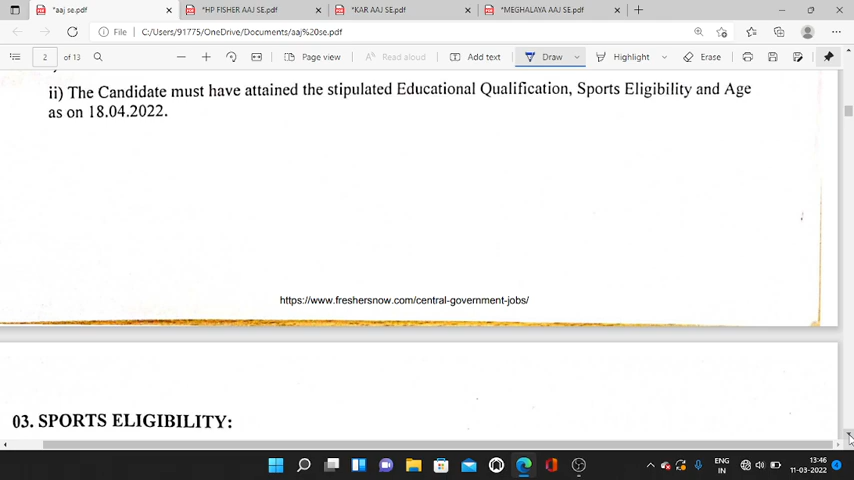 *aaj se.pdf
*HP FISHER AAJ SE.pdf
*KAR AAJ SE.pdf
*MEGHALAYA AAJ SE.pdf
File
C:/Users/91775/OneDrive/Documents/aaj%20se.pdf
2 of 13
Page view
Read aloud
Add text
Draw
Highlight
Erase
ii) The Candidate must have attained the stipulated Educational Qualification, Sports Eligibility and Age
as on 18.04.2022.
https://www.freshersnow.com/central-government-jobs/
03. SPORTS ELIGIBILITY:
ENG
IN
13:46
11-03-2022
4